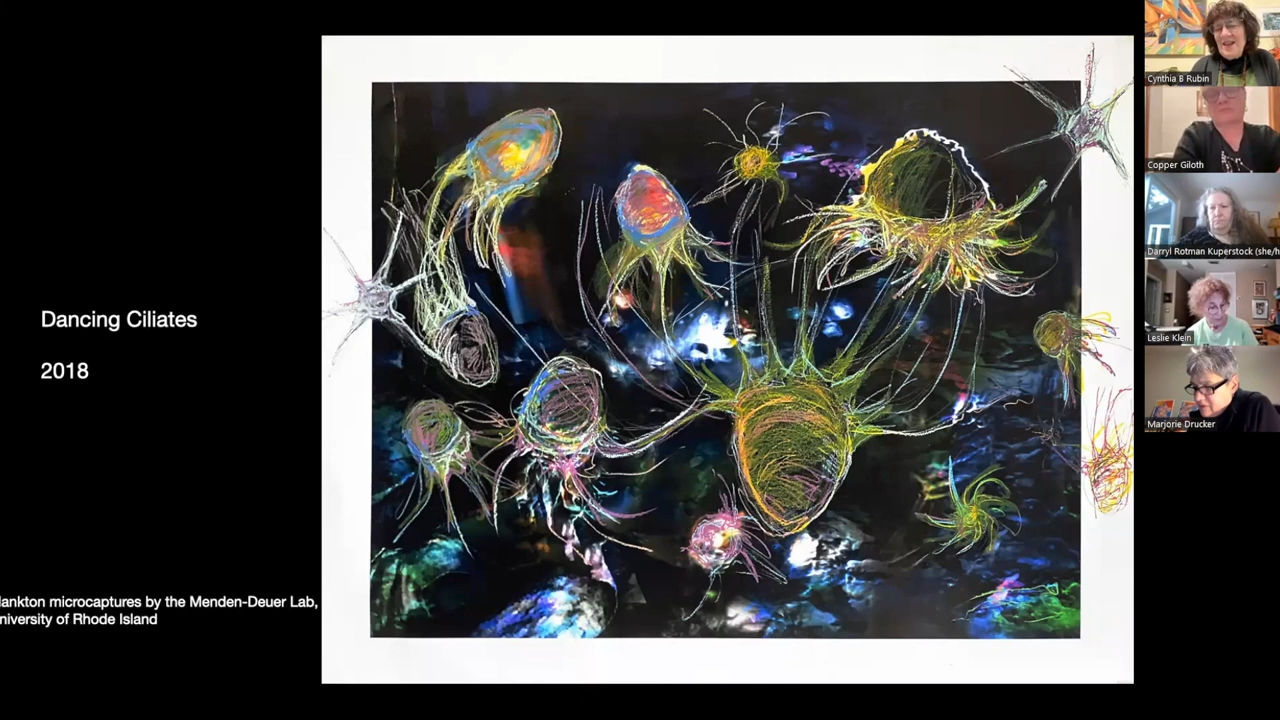 Dancing Ciliates
2018
lankton microcaptures by the Menden-Deuer Lab,
niversity of Rhode Island
Cynthia B Rubin
Copper Giloth
Darryl Rotman Kuperstock (she/h
Leslie Klein
Marjorie Drucker